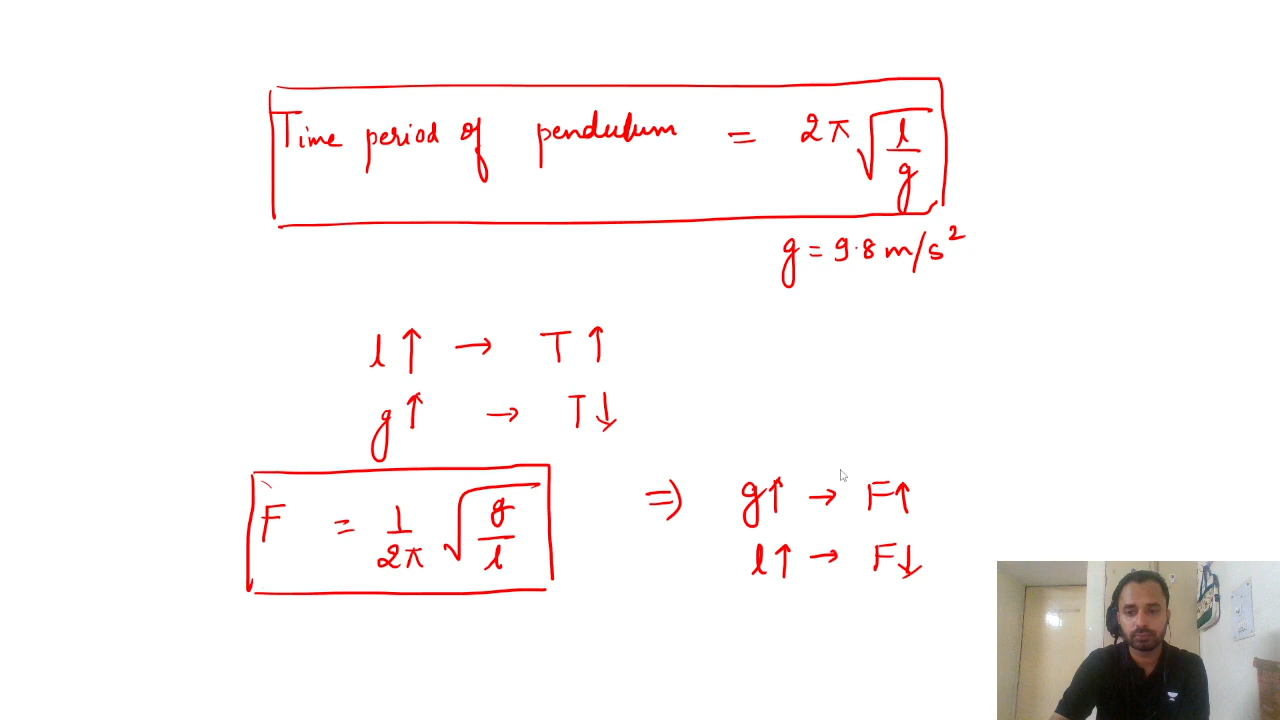 Time period of pendulum = 2π √(l/g)
g = 9.8 m/s²
l ↑ → T ↑
g ↑ → T ↓
F = 1/2π √(g/l) ⇒ g ↑ → F ↑
l ↑ → F ↓